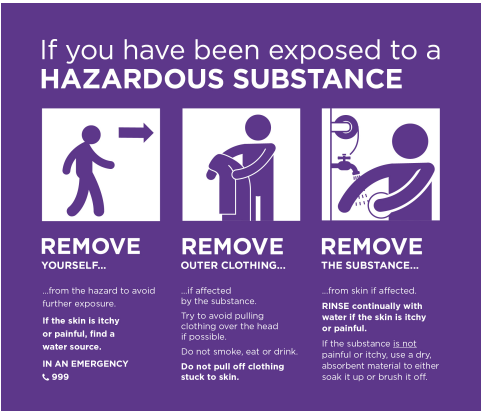 If you have been exposed to a
HAZARDOUS SUBSTANCE
REMOVE
YOURSELF...
...from the hazard to avoid
further exposure.
If the skin is itchy
or painful, find a
water source.
IN AN EMERGENCY
999
REMOVE
OUTER CLOTHING...
...if affected
by the substance.
Try to avoid pulling
clothing over the head
if possible.
Do not smoke, eat or drink.
Do not pull off clothing
stuck to skin.
REMOVE
THE SUBSTANCE...
...from skin if affected.
RINSE continually with
water if the skin is itchy
or painful.
If the substance is not
painful or itchy, use a dry,
absorbent material to either
soak it up or brush it off.